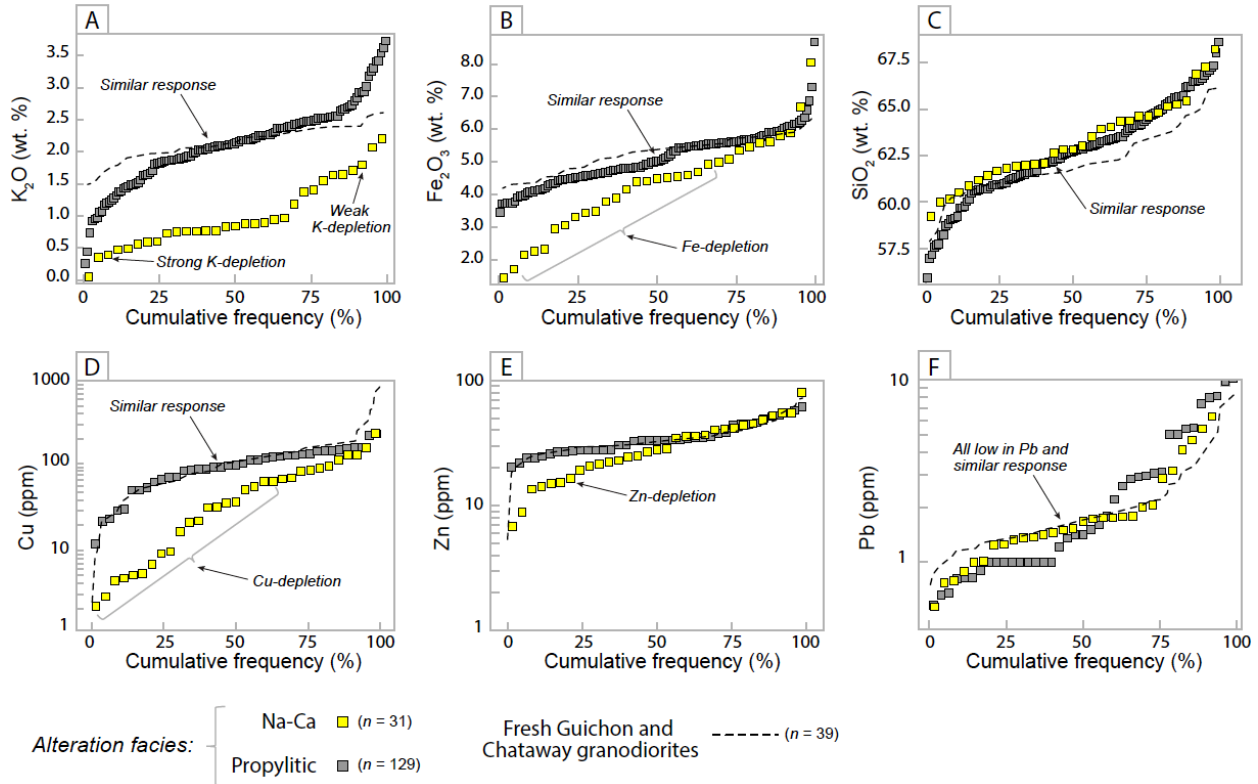 A
K₂O (wt. %)
3.5
3.0
2.5
2.0
1.5
1.0
0.5
0.0
Similar response
Weak
K-depletion
Strong K-depletion
0 25 50 75 100
Cumulative frequency (%)
B
Fe₂O₃ (wt. %)
8.0
6.0
5.0
4.0
2.0
Similar response
Fe-depletion
0 25 50 75 100
Cumulative frequency (%)
C
SiO₂ (wt. %)
67.5
65.0
62.5
60.0
57.5
Similar response
0 25 50 75 100
Cumulative frequency (%)
D
Cu (ppm)
1000
100
10
1
Similar response
Cu-depletion
0 25 50 75 100
Cumulative frequency (%)
E
Zn (ppm)
100
10
1
Zn-depletion
0 25 50 75 100
Cumulative frequency (%)
F
Pb (ppm)
10
1
All low in Pb and
similar response
0 25 50 75 100
Cumulative frequency (%)
Alteration facies:
Na-Ca (n = 31)
Propylitic (n = 129)
Fresh Guichon and
Chataway granodiorites (n = 39)